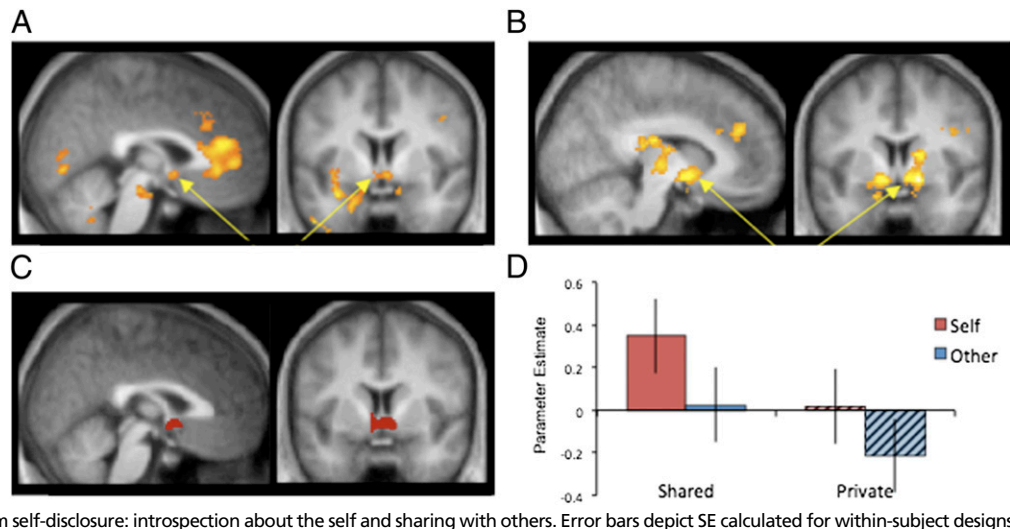 A
B
C
D
0.6
0.4
0.2
0
-0.2
-0.4
Parameter Estimate
Self
Other
Shared
Private
self-disclosure: introspection about the self and sharing with others. Error bars depict SE calculated for within-subject designs